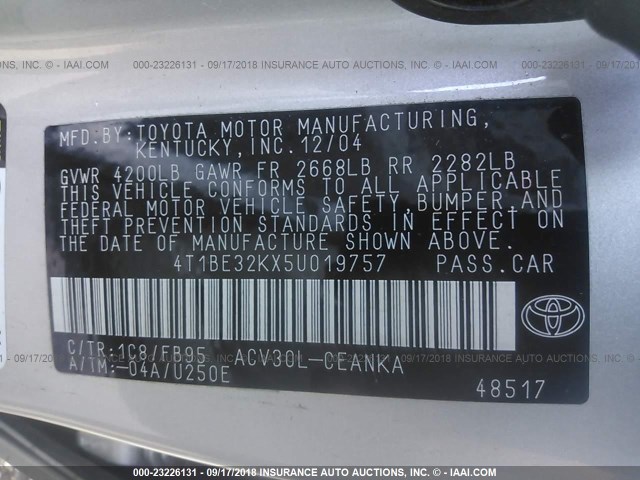 000-23226131 - 09/17/2018 INSURANCE AUTO AUCTIONS, INC. - © IAAI.COM
MFD.BY:TOYOTA MOTOR MANUFACTURING,
KENTUCKY, INC. 12/04
GVWR 4200LB GAWR FR 2668LB RR 2282LB
THIS VEHICLE CONFORMS TO ALL APPLICABLE
FEDERAL MOTOR VEHICLE SAFETY, BUMPER, AND
THEFT PREVENTION STANDARDS IN EFFECT ON
THE DATE OF MANUFACTURE SHOWN ABOVE.
4T1BE32KX5U019757 PASS.CAR
C/TR:1C8/FB95 ACV30L-CEANKA
A/TM:-04A/U250E
48517
TOYOTA
000-23226131 - 09/17/2018 INSURANCE AUTO AUCTIONS, INC. - © IAAI.COM